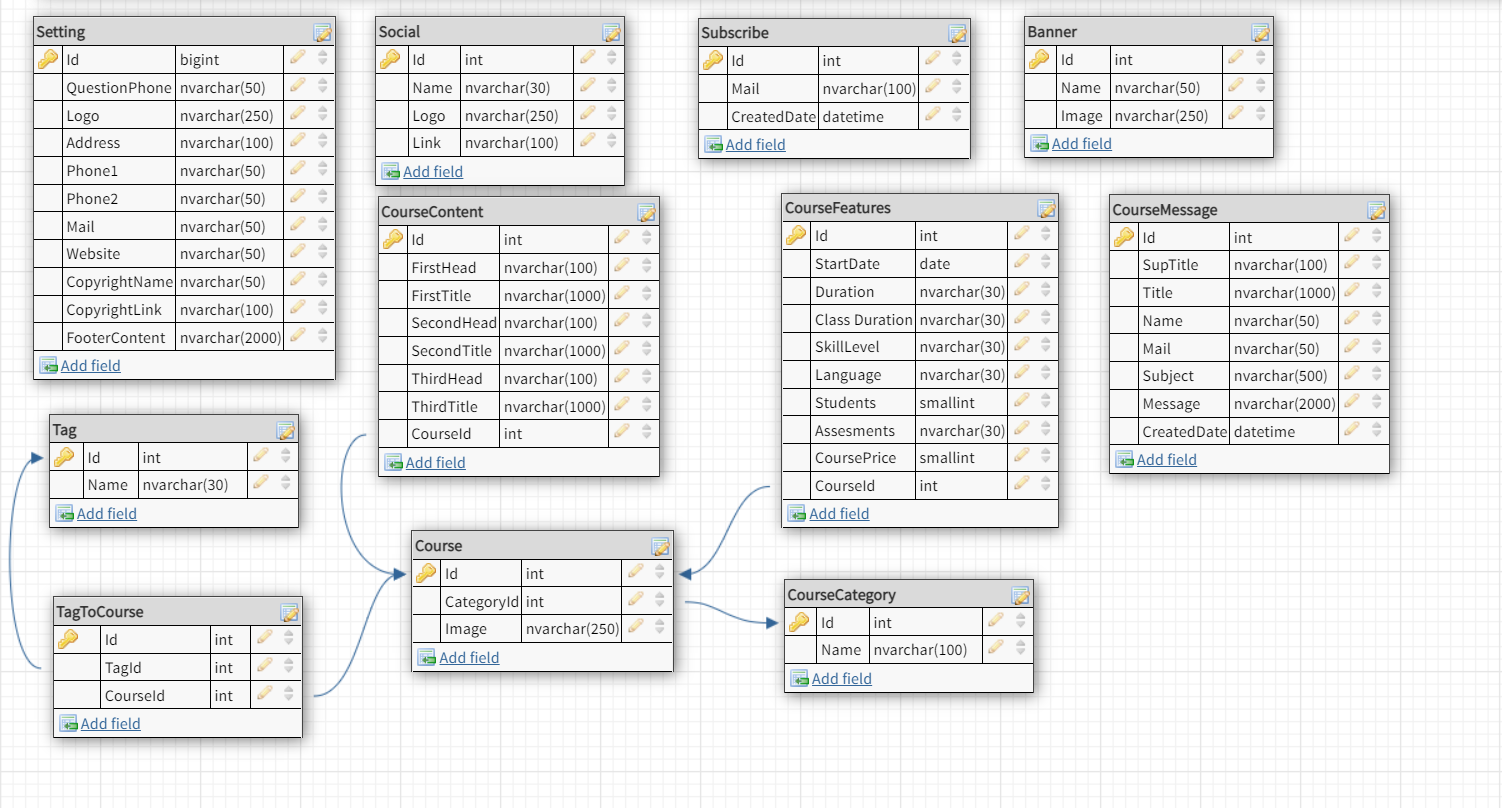 Setting
Id bigint
QuestionPhone nvarchar(50)
Logo nvarchar(250)
Address nvarchar(100)
Phone1 nvarchar(50)
Phone2 nvarchar(50)
Mail nvarchar(50)
Website nvarchar(50)
CopyrightName nvarchar(50)
CopyrightLink nvarchar(100)
FooterContent nvarchar(2000)
Add field
Social
Id int
Name nvarchar(30)
Logo nvarchar(250)
Link nvarchar(100)
Add field
Subscribe
Id int
Mail nvarchar(100)
CreatedDate datetime
Add field
Banner
Id int
Name nvarchar(50)
Image nvarchar(250)
Add field
CourseContent
Id int
FirstHead nvarchar(100)
FirstTitle nvarchar(1000)
SecondHead nvarchar(100)
SecondTitle nvarchar(1000)
ThirdHead nvarchar(100)
ThirdTitle nvarchar(1000)
CourseId int
Add field
CourseFeatures
Id int
StartDate date
Duration nvarchar(30)
Class Duration nvarchar(30)
SkillLevel nvarchar(30)
Language nvarchar(30)
Students smallint
Assesments nvarchar(30)
CoursePrice smallint
CourseId int
Add field
CourseMessage
Id int
SupTitle nvarchar(100)
Title nvarchar(1000)
Name nvarchar(50)
Mail nvarchar(50)
Subject nvarchar(500)
Message nvarchar(2000)
CreatedDate datetime
Add field
Tag
Id int
Name nvarchar(30)
Add field
Course
Id int
CategoryId int
Image nvarchar(250)
Add field
CourseCategory
Id int
Name nvarchar(100)
Add field
TagToCourse
Id int
TagId int
CourseId int
Add field